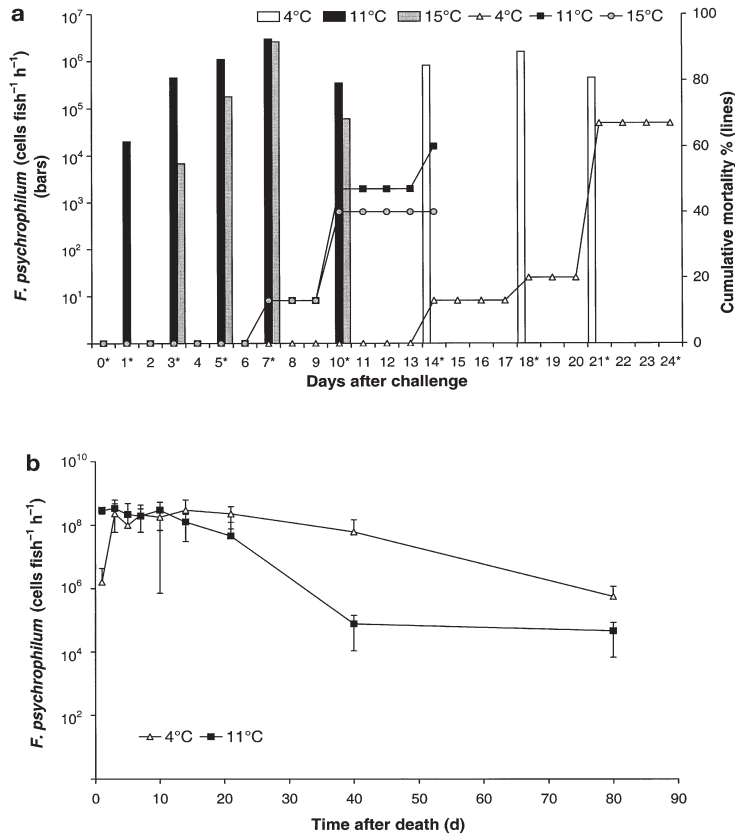 a
4°C 11°C 15°C 4°C 11°C 15°C
F. psychrophilum (cells fish⁻¹ h⁻¹)
(bars)
10⁷
10⁶
10⁵
10⁴
10³
10²
10¹
100
80
60
40
20
0
Cumulative mortality % (lines)
0* 1* 2 3* 4 5* 6 7* 8 9 10* 11 12 13 14* 15 16 17 18* 19 20 21* 22 23 24*
Days after challenge
b
F. psychrophilum (cells fish⁻¹ h⁻¹)
10¹⁰
10⁸
10⁶
10⁴
10²
4°C 11°C
0 10 20 30 40 50 60 70 80 90
Time after death (d)